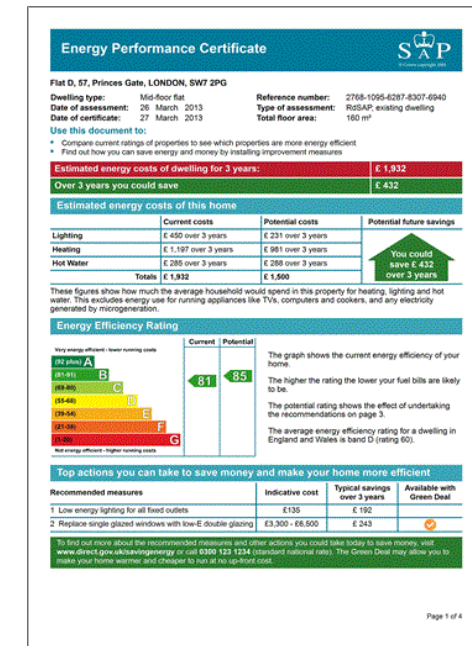 Energy Performance Certificate
SAP
Flat D, 57, Princes Gate, LONDON, SW7 2PG
Dwelling type: Mid-floor flat Reference number: 2768-1095-6287-8307-6940
Date of assessment: 26 March 2013 Type of assessment: RdSAP, existing dwelling
Date of certificate: 27 March 2013 Total floor area: 160 m²
Use this document to:
• Compare current ratings of properties to see which properties are more energy efficient
• Find out how you can save energy and money by installing improvement measures
Estimated energy costs of dwelling for 3 years: £ 1,932
Over 3 years you could save £ 432
Estimated energy costs of this home
Current costs Potential costs Potential future savings
Lighting £ 450 over 3 years £ 231 over 3 years
Heating £ 1,197 over 3 years £ 981 over 3 years
Hot Water £ 285 over 3 years £ 288 over 3 years
Totals £ 1,932 £ 1,500
You could
save £ 432
over 3 years
These figures show how much the average household would spend in this property for heating, lighting and hot
water. This excludes energy use for running appliances like TVs, computers and cookers, and any electricity
generated by microgeneration.
Energy Efficiency Rating
Current Potential
Very energy efficient - lower running costs
(92 plus) A
(81-91) B
(69-80) C
(55-68) D
(39-54) E
(21-38) F
(1-20) G
Not energy efficient - higher running costs
81 85
The graph shows the current energy efficiency of your
home.
The higher the rating the lower your fuel bills are likely
to be.
The potential rating shows the effect of undertaking
the recommendations on page 3.
The average energy efficiency rating for a dwelling in
England and Wales is band D (rating 60).
Top actions you can take to save money and make your home more efficient
Recommended measures Indicative cost Typical savings over 3 years Available with Green Deal
1 Low energy lighting for all fixed outlets £135 £ 192
2 Replace single glazed windows with low-E double glazing £3,300 - £6,500 £ 243
To find out more about the recommended measures and other actions you could take today to save money, visit
www.direct.gov.uk/savingenergy or call 0300 123 1234 (standard national rate). The Green Deal may allow you to
make your home warmer and cheaper to run at no up-front cost.
Page 1 of 4